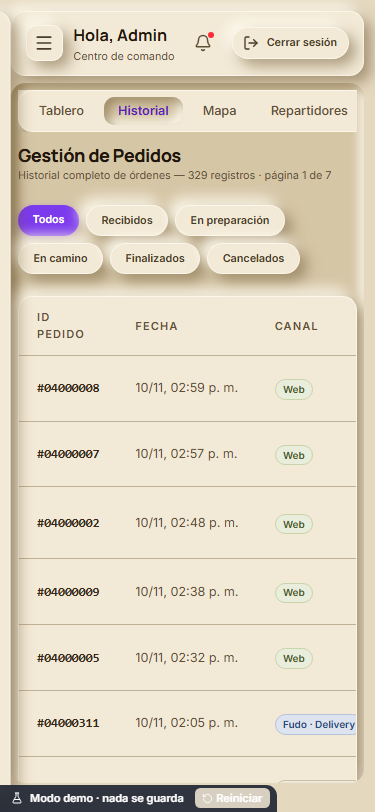 Hola, Admin
Centro de comando
Cerrar sesión
Tablero Historial Mapa Repartidores
Gestión de Pedidos
Historial completo de órdenes — 329 registros · página 1 de 7
Todos Recibidos En preparación
En camino Finalizados Cancelados
ID PEDIDO FECHA CANAL
#04000008 10/11, 02:59 p. m. Web
#04000007 10/11, 02:57 p. m. Web
#04000002 10/11, 02:48 p. m. Web
#04000009 10/11, 02:38 p. m. Web
#04000005 10/11, 02:32 p. m. Web
#04000311 10/11, 02:05 p. m. Fudo · Delivery
Modo demo · nada se guarda Reiniciar